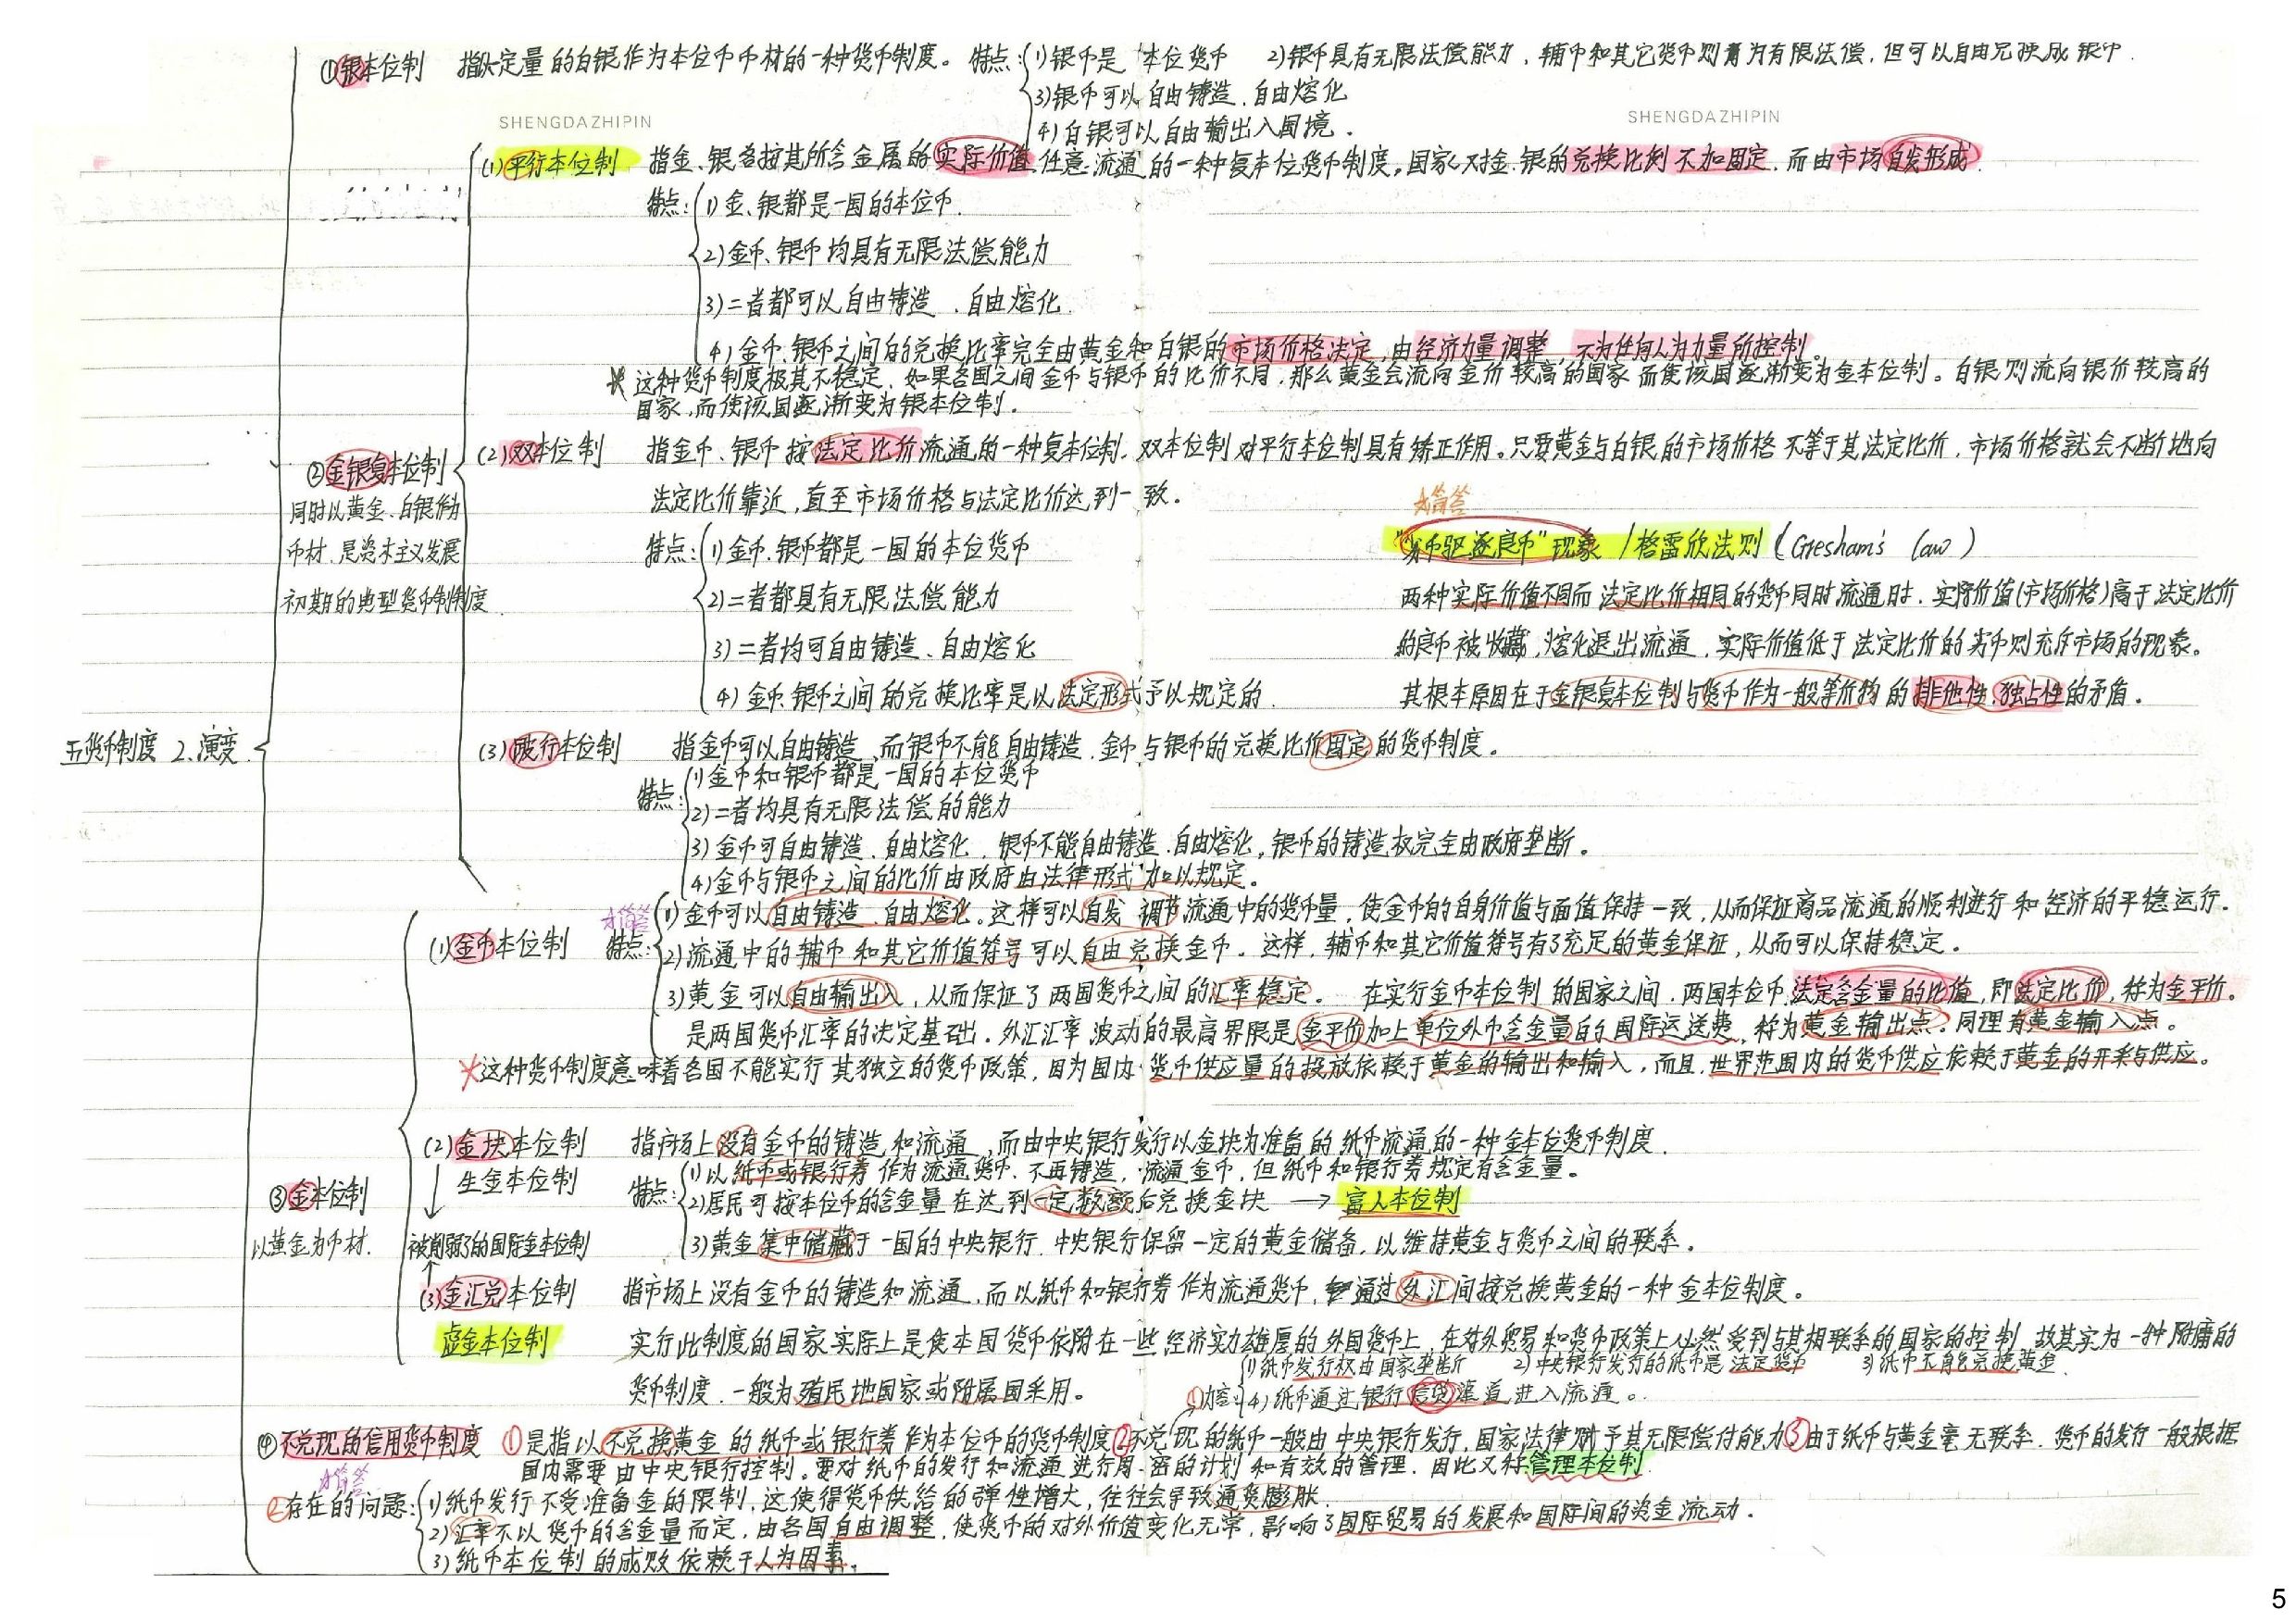 ①银本位制 指以定量的白银作为本位币币材的一种货币制度。特点:1)银币是本位货币 2)银币具有无限法偿能力,辅币和其它货币则膏为有限法偿,但可以自由兑换成银币.
3)银币可以自由铸造、自由熔化
SHENGDAZHIPIN
SHENGDAZHIPIN
4)白银可以自由输出入国境.
(1)平行本位制 指金、银各按其所含金属的实际价值任意流通的一种复本位货币制度,国家对金.银的兑换比例不加固定.而由市场自发形成.
特点:1)金、银都是一国的本位币.
2)金币、银币均具有无限法偿能力
3)二者都可以自由铸造、自由熔化.
4)金币.银币之间的兑换比率完全由黄金和白银的市场价格决定,由经济力量调整 不为任何人为力量所控制。
*这种货币制度极其不稳定.如果各国之间金币与银币的比价不同,那么黄金会流向金价较高的国家而使该国逐渐变为金本位制。白银则流向银价较高的
国家,而使该国逐渐变为银本位制.
②金银复本位制 (2)双本位制 指金币、银币按法定比价流通的一种复本位制.双本位制对平行本位制具有矫正作用。只要黄金与白银的市场价格不等于其法定比价,市场价格就会不断地向
法定比价靠近,直至市场价格与法定比价达到一致。
同时以黄金、白银作为
币材.是资本主义发展
初期的典型货币制度.
特点:1)金币.银币都是一国的本位货币
2)二者都具有无限法偿能力
3)二者均可自由铸造、自由熔化
4)金币.银币之间的兑换比率是以法定形式予以规定的.
☆简答
"劣币驱逐良币"现象/格雷欣法则(Gresham's law)
两种实际价值不同而法定比价相同的货币同时流通时.实际价值(市场价格)高于法定比价
的良币被收藏,熔化退出流通,实际价值低于法定比价的劣币则充斥市场的现象。
其根本原因在于金银复本位制与货币作为一般等价物的排他性.独占性的矛盾.
五货币制度 2.演变
(3)跛行本位制 指金币可以自由铸造、而银币不能自由铸造.金币与银币的兑换比价固定的货币制度。
特点:1)金币和银币都是一国的本位货币
2)二者均具有无限法偿的能力
3)金币可自由铸造、自由熔化,银币不能自由铸造.自由熔化,银币的铸造权完全由政府垄断.
4)金币与银币之间的比价由政府由法律形式加以规定。
(1)金币本位制 ☆简答 特点:1)金币可以自由铸造、自由熔化。这样可以自发调节流通中的货币量,使金币的自身价值与面值保持一致,从而保证商品流通的顺利进行和经济的平稳运行.
2)流通中的辅币和其它价值符号可以自由兑换金币.这样,辅币和其它价值符号有了充足的黄金保证,从而可以保持稳定.
3)黄金可以自由输出入,从而保证了两国货币之间的汇率稳定. 在实行金币本位制的国家之间.两国本位币法定含金量的比值,即法定比价,称为金平价。
是两国货币汇率的决定基础.外汇汇率波动的最高界限是金平价加上单位外币含金量的国际运送费,称为黄金输出点.同理有黄金输入点。
*这种货币制度意味着各国不能实行其独立的货币政策,因为国内货币供应量的投放依赖于黄金的输出和输入,而且,世界范围内的货币供应依赖于黄金的开采与供应。
(2)金块本位制 指市场上没有金币的铸造和流通,而由中央银行发行以金块为准备的纸币流通的一种金本位货币制度.
生金本位制
特点:1)以纸币或银行券作为流通货币.不再铸造.流通金币,但纸币和银行券规定有含金量。
2)居民可按本位币的含金量在达到一定数额后兑换金块 → 富人本位制
3)黄金集中储藏于一国的中央银行.中央银行保留一定的黄金储备,以维持黄金与货币之间的联系.
③金本位制
以黄金为币材.
被削弱了的国际金本位制
(3)金汇兑本位制 指市场上没有金币的铸造和流通,而以纸币和银行券作为流通货币,通过外汇间接兑换黄金的一种金本位制度。
虚金本位制 实行此制度的国家实际上是使本国货币依附在一些经济实力雄厚的外国货币上,在对外贸易和货币政策上必然受到与其相联系的国家的控制.故其实为一种附庸的
货币制度.一般为殖民地国家或附属国采用。
①内容:1)纸币发行权由国家垄断 2)中央银行发行的纸币是法定货币 3)纸币不能兑换黄金.
4)纸币通过银行信贷渠道进入流通。
④不兑现的信用货币制度 ①是指以不兑换黄金的纸币或银行券作为本位币的货币制度②不兑现的纸币一般由中央银行发行,国家法律赋予其无限偿付能力③由于纸币与黄金毫无联系.货币的发行一般根据
国内需要由中央银行控制。要对纸币的发行和流通进行周密的计划和有效的管理.因此又称管理本位制
☆简答
②存在的问题:1)纸币发行不受准备金的限制,这使得货币供给的弹性增大,往往会导致通货膨胀.
2)汇率不以货币的含金量而定,由各国自由调整,使货币的对外价值变化无常,影响了国际贸易的发展和国际间的资金流动.
3)纸币本位制的成败依赖于人为因素。
5